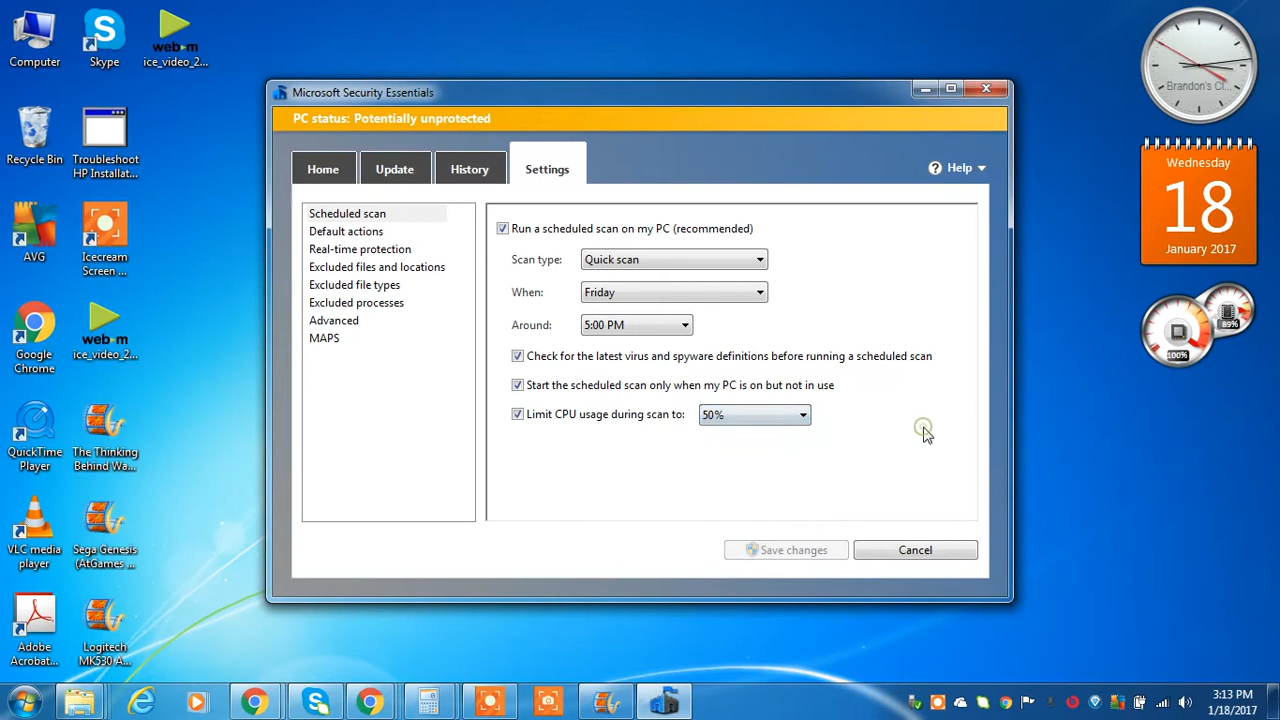 Computer
Skype
web-m
ice_video_2...
Recycle Bin
Troubleshoot
HP Installat...
AVG
Icecream
Screen ...
Google
Chrome
web-m
ice_video_2...
QuickTime
Player
The Thinking
Behind Wa...
VLC media
player
Sega Genesis
(AtGames ...
Adobe
Acrobat...
Logitech
MK530 A...
Microsoft Security Essentials
PC status: Potentially unprotected
Home
Update
History
Settings
Help
Scheduled scan
Default actions
Real-time protection
Excluded files and locations
Excluded file types
Excluded processes
Advanced
MAPS
Run a scheduled scan on my PC (recommended)
Scan type: Quick scan
When: Friday
Around: 5:00 PM
Check for the latest virus and spyware definitions before running a scheduled scan
Start the scheduled scan only when my PC is on but not in use
Limit CPU usage during scan to: 50%
Save changes
Cancel
Brandon's Cl...
Wednesday
18
January 2017
89%
100%
3:13 PM
1/18/2017